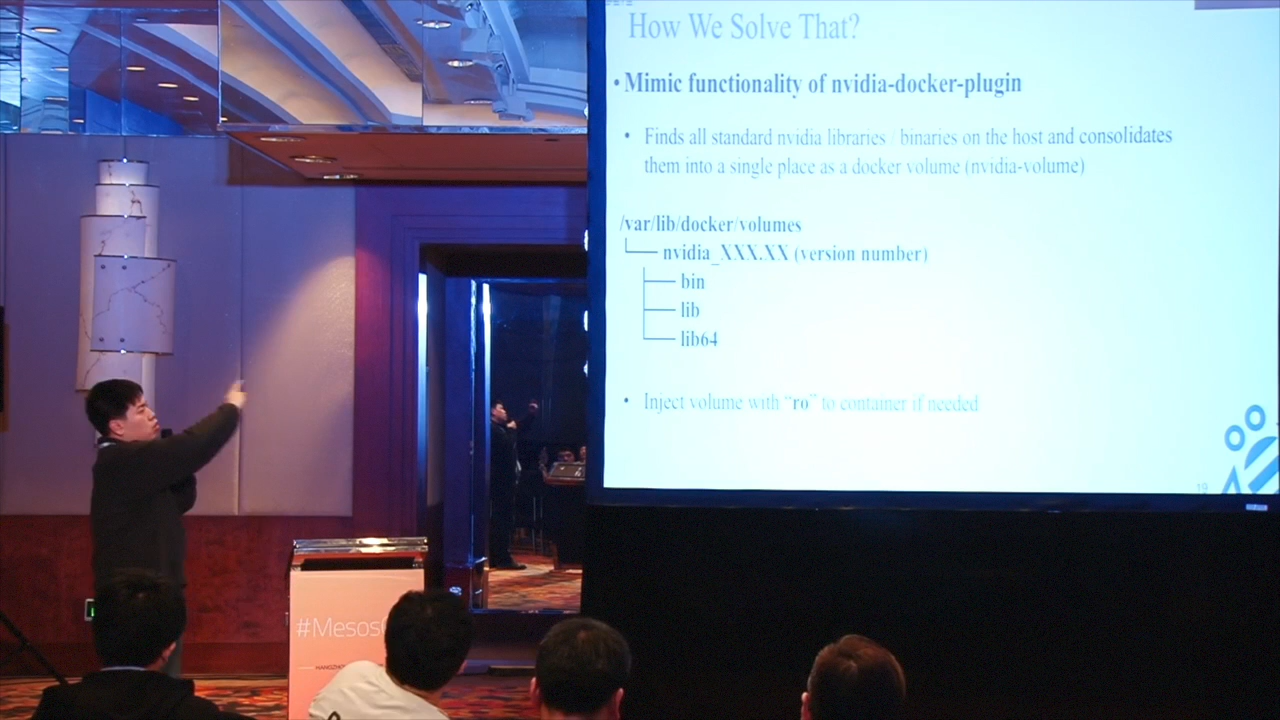 How We Solve That?
• Mimic functionality of nvidia-docker-plugin
• Finds all standard nvidia libraries / binaries on the host and consolidates
them into a single place as a docker volume (nvidia-volume)
/var/lib/docker/volumes
nvidia_XXX.XX (version number)
bin
lib
lib64
• Inject volume with “ro” to container if needed
19
#Mesos